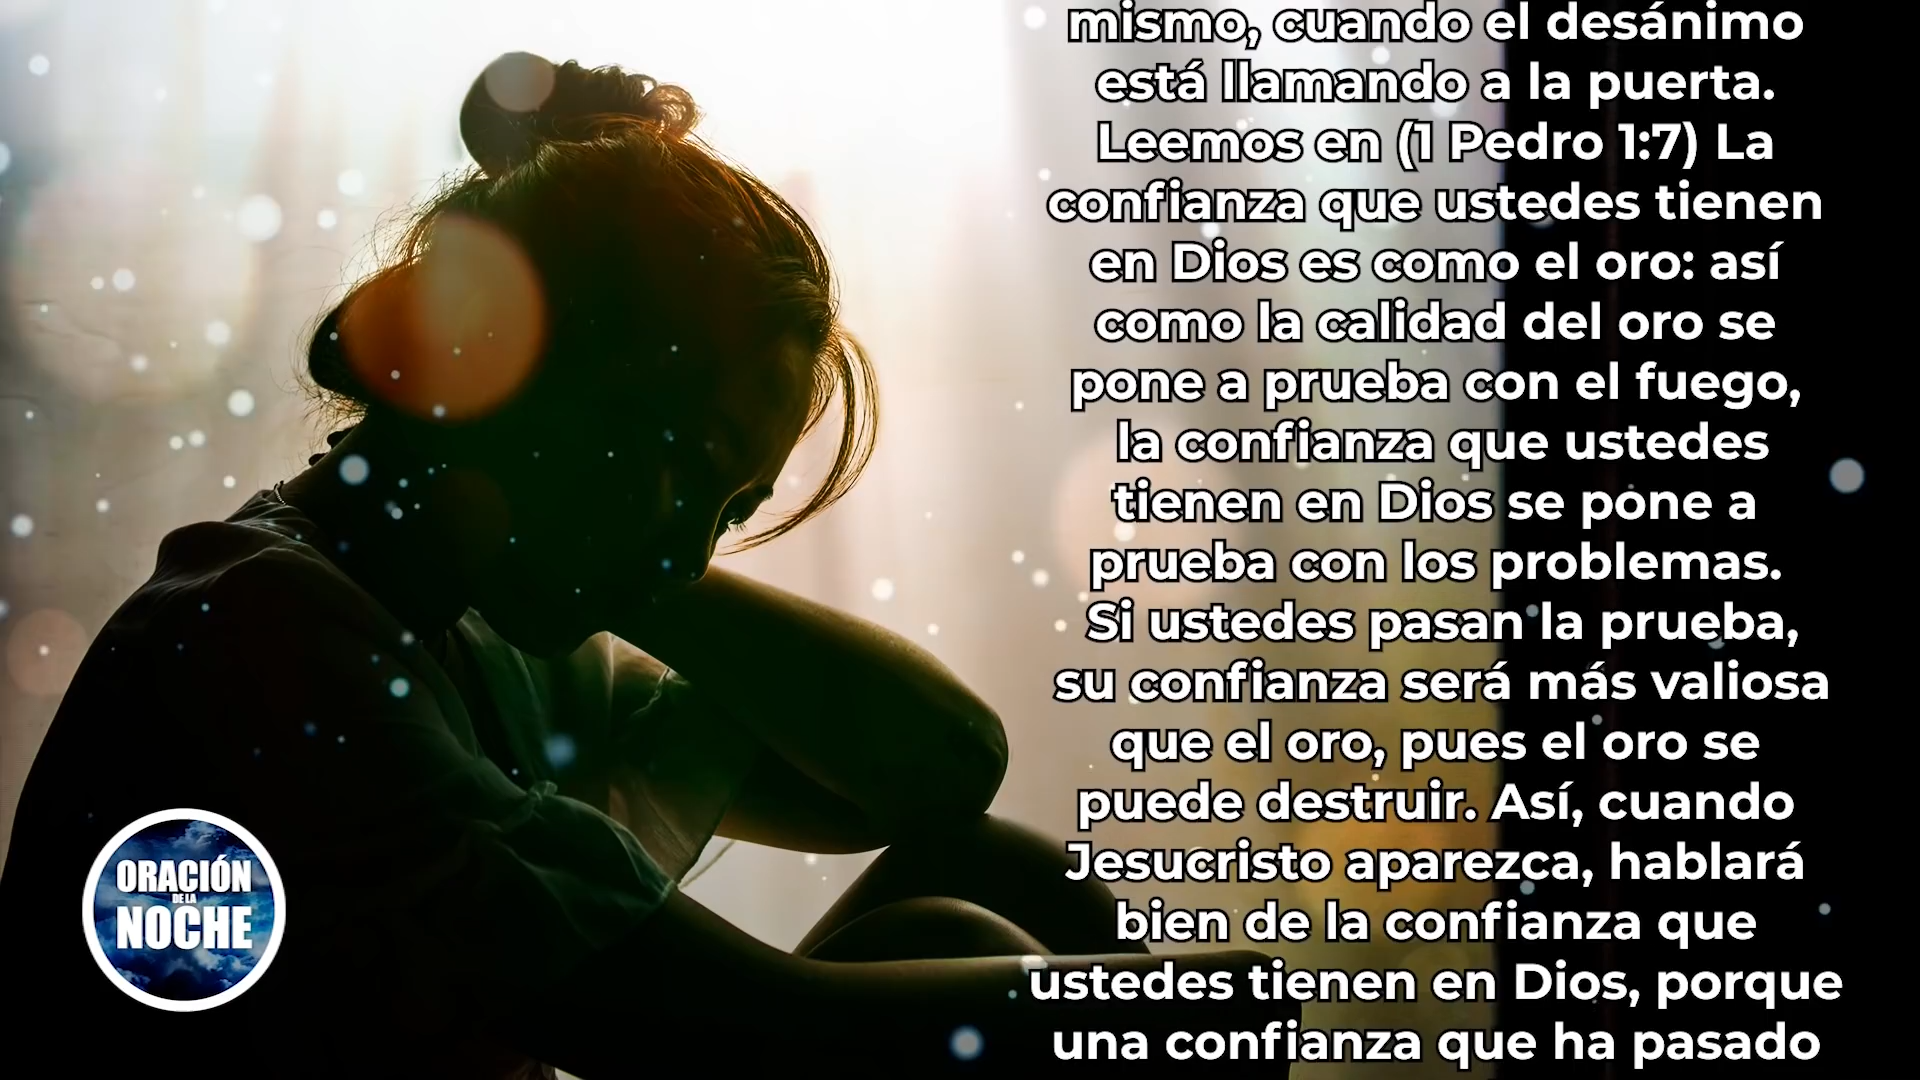 mismo, cuando el desánimo
está llamando a la puerta.
Leemos en (1 Pedro 1:7) La
confianza que ustedes tienen
en Dios es como el oro: así
como la calidad del oro se
pone a prueba con el fuego,
la confianza que ustedes
tienen en Dios se pone a
prueba con los problemas.
Si ustedes pasan la prueba,
su confianza será más valiosa
que el oro, pues el oro se
puede destruir. Así, cuando
Jesucristo aparezca, hablará
bien de la confianza que
ustedes tienen en Dios, porque
una confianza que ha pasado
ORACIÓN
DE LA
NOCHE